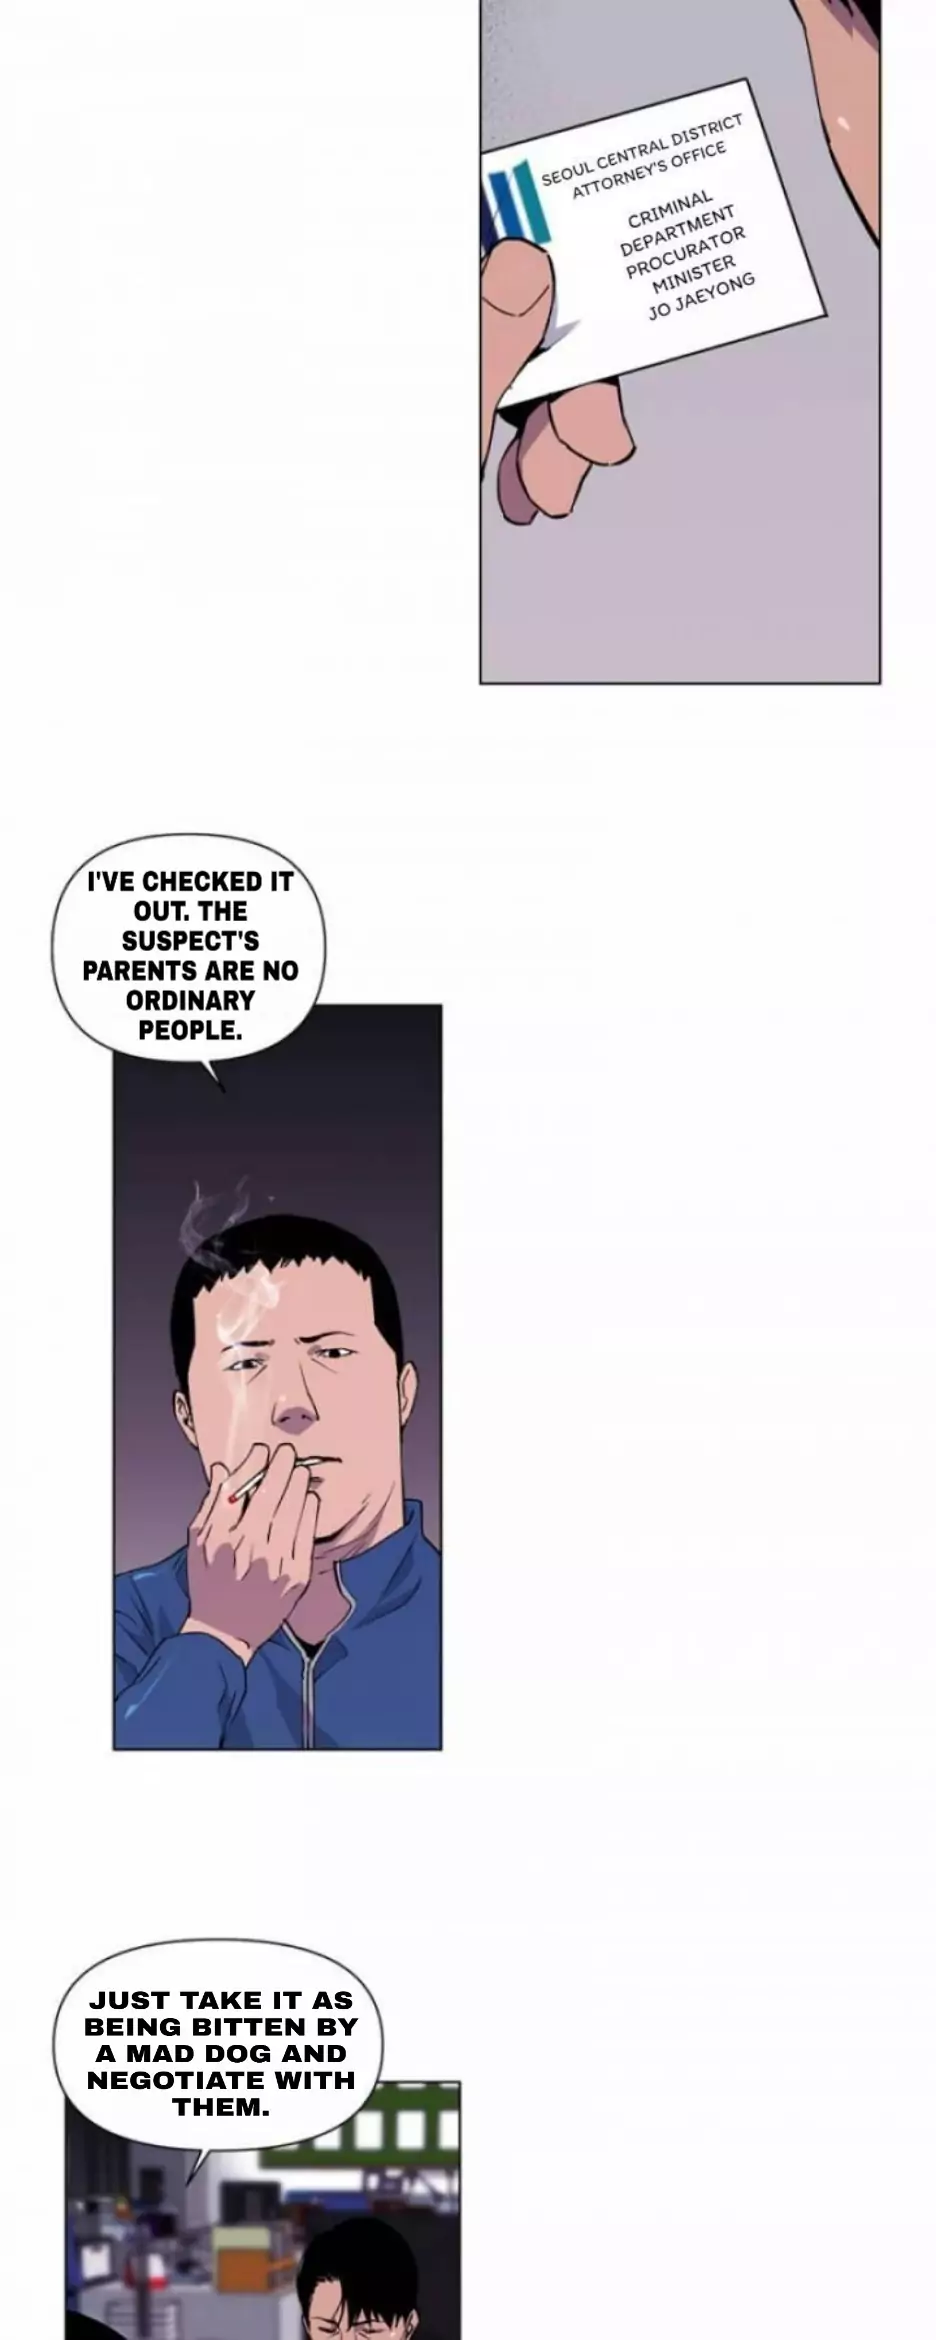 SEOUL CENTRAL DISTRICT
ATTORNEY'S OFFICE
CRIMINAL
DEPARTMENT
PROCURATOR
MINISTER
JO JAEYONG
I'VE CHECKED IT
OUT. THE
SUSPECT'S
PARENTS ARE NO
ORDINARY
PEOPLE.
JUST TAKE IT AS
BEING BITTEN BY
A MAD DOG AND
NEGOTIATE WITH
THEM.